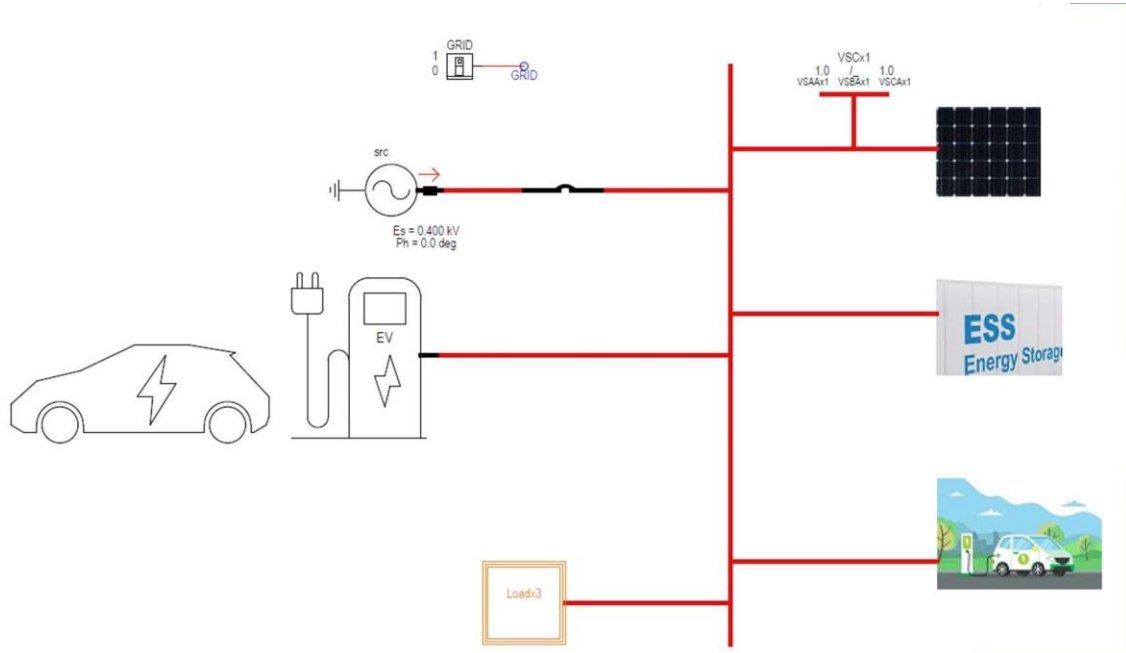 GRID
1
0
GRID
VSCx1
1.0 /_ 1.0
VSAAx1 VSBAx1 VSCAx1
src
Es = 0.400 kV
Ph = 0.0 deg
EV
ESS
Energy Storage
Loadx3